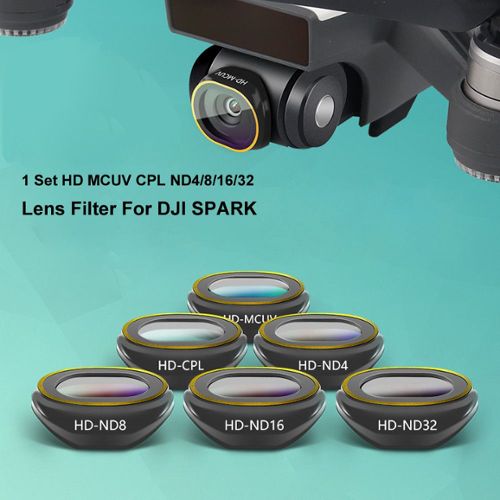 HD-MCUV
1 Set HD MCUV CPL ND4/8/16/32
Lens Filter For DJI SPARK
HD-MCUV
HD-CPL
HD-ND4
HD-ND8
HD-ND16
HD-ND32